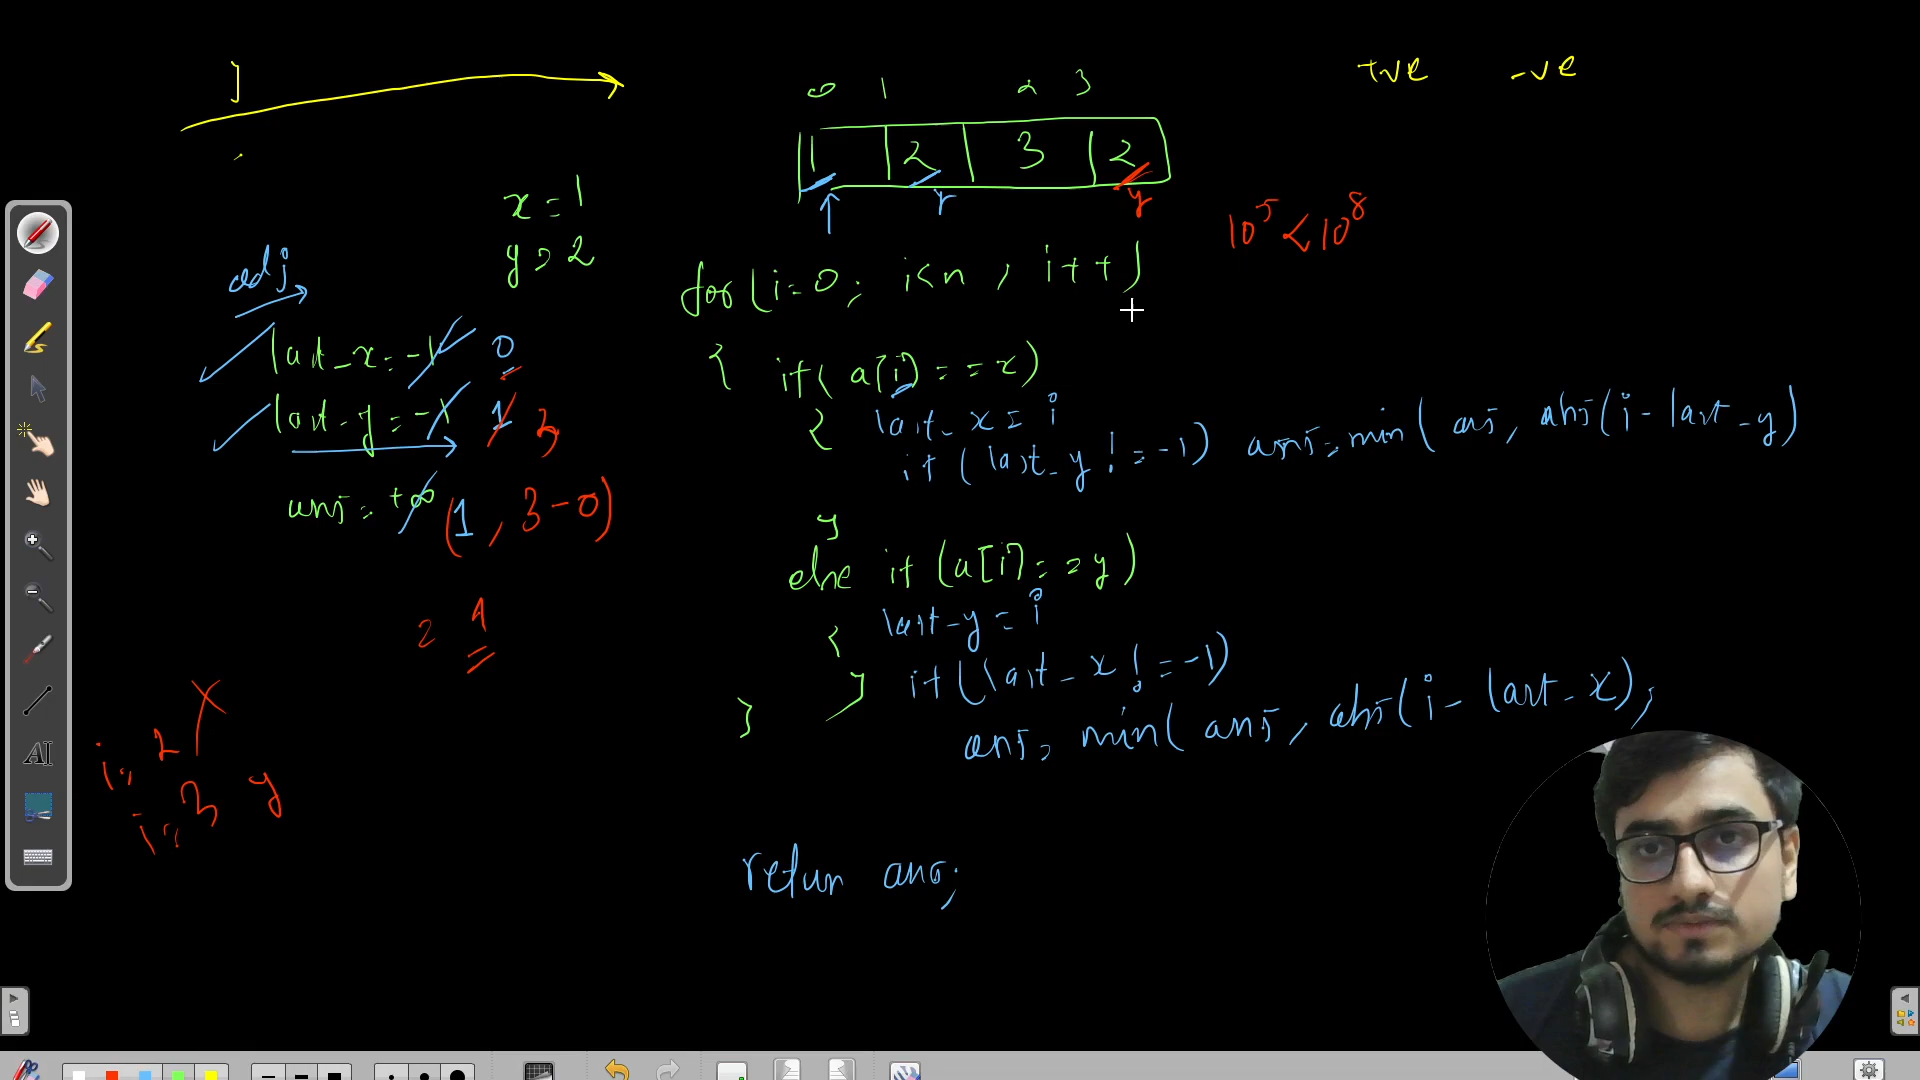 +ve -ve
0 1 2 3
1 2 3 2
y y
x = 1
y = 2
10^5 < 10^8
adj
last_x = -1 0
last_y = -1 1 3
ans = +∞ (1, 3-0)
= 1
i = 2 X
i = 3 y
for(i=0; i<n; i++)
{ if(a[i]==x)
{ last_x = i
if(last_y != -1) ans = min(ans, abs(i-last_y)
}
else if(a[i]==y)
{ last_y = i
if(last_x != -1)
ans = min(ans, abs(i-last_x);
}
}
return ans;
AI